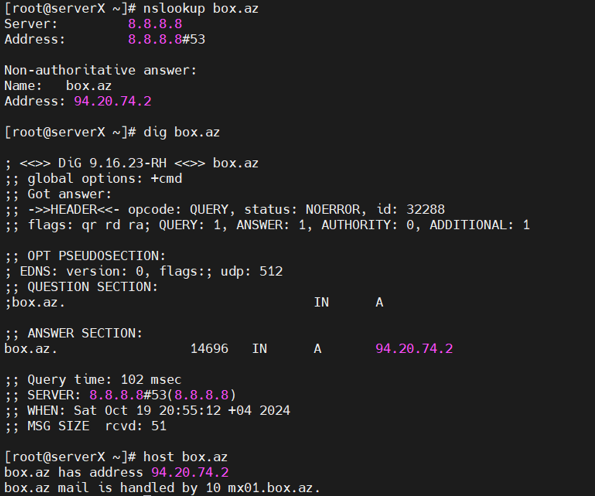 [root@serverX ~]# nslookup box.az
Server:         8.8.8.8
Address:        8.8.8.8#53
Non-authoritative answer:
Name:   box.az
Address: 94.20.74.2
[root@serverX ~]# dig box.az
; <<>> DiG 9.16.23-RH <<>> box.az
;; global options: +cmd
;; Got answer:
;; ->>HEADER<<- opcode: QUERY, status: NOERROR, id: 32288
;; flags: qr rd ra; QUERY: 1, ANSWER: 1, AUTHORITY: 0, ADDITIONAL: 1
;; OPT PSEUDOSECTION:
; EDNS: version: 0, flags:; udp: 512
;; QUESTION SECTION:
;box.az.                                IN      A
;; ANSWER SECTION:
box.az.                 14696   IN      A       94.20.74.2
;; Query time: 102 msec
;; SERVER: 8.8.8.8#53(8.8.8.8)
;; WHEN: Sat Oct 19 20:55:12 +04 2024
;; MSG SIZE  rcvd: 51
[root@serverX ~]# host box.az
box.az has address 94.20.74.2
box.az mail is handled by 10 mx01.box.az.